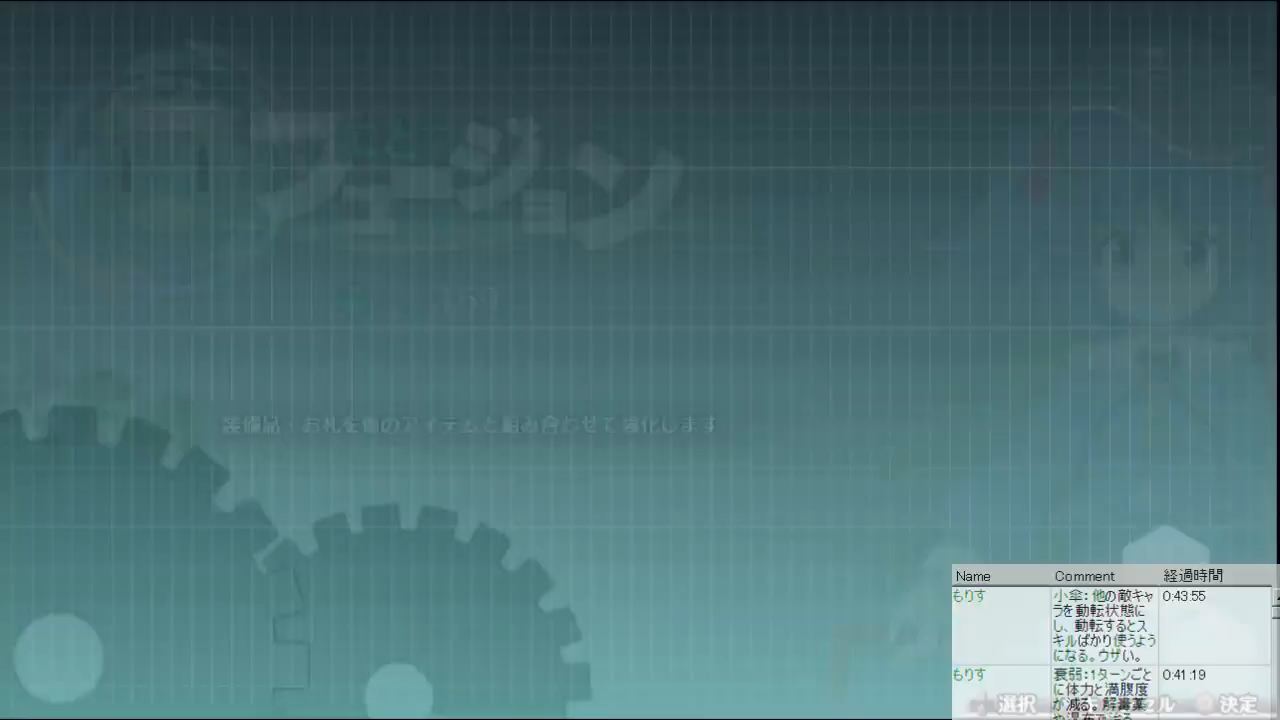 フュージョン
装備品・お札を他のアイテムと組み合わせて強化します
Name Comment 経過時間
もりす 小傘：他の敵キャ 0:43:55
ラを動転状態に
し、動転するとス
キルばかり使うよう
になる。ウザい。
もりす 衰弱：1ターンごと 0:41:19
に体力と満腹度
が減る。解毒薬
選択 セル 決定